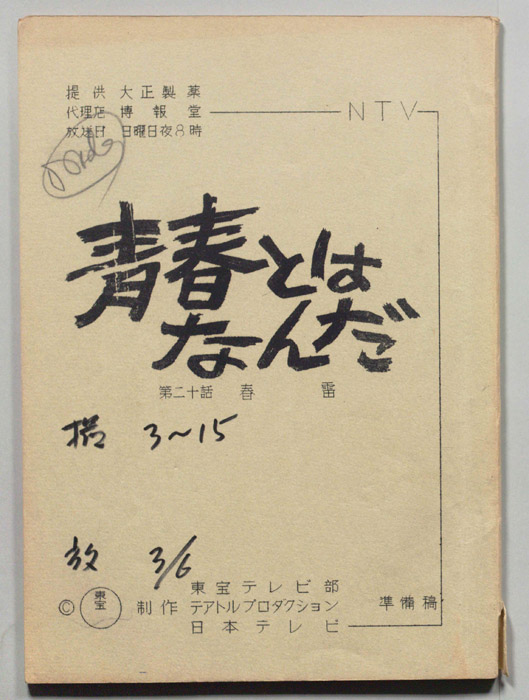 提供 大正製薬
代理店 博報堂
放送日 日曜日夜8時
NTV
青春とは
なんだ
第二十話 春雷
3〜15
放 3/6
東宝テレビ部
© 東宝 制作 テアトルプロダクション
日本テレビ
準備稿